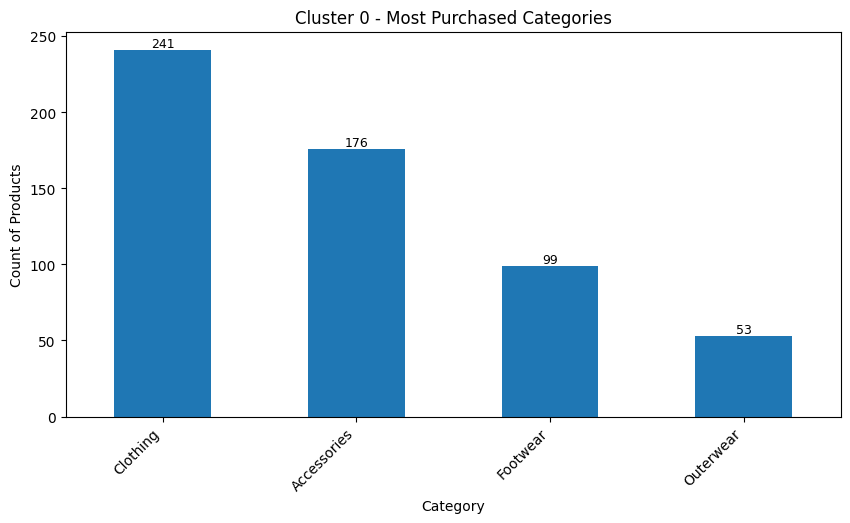 Cluster 0 - Most Purchased Categories
250
200
150
100
50
0
Count of Products
241
176
99
53
Clothing
Accessories
Footwear
Outerwear
Category